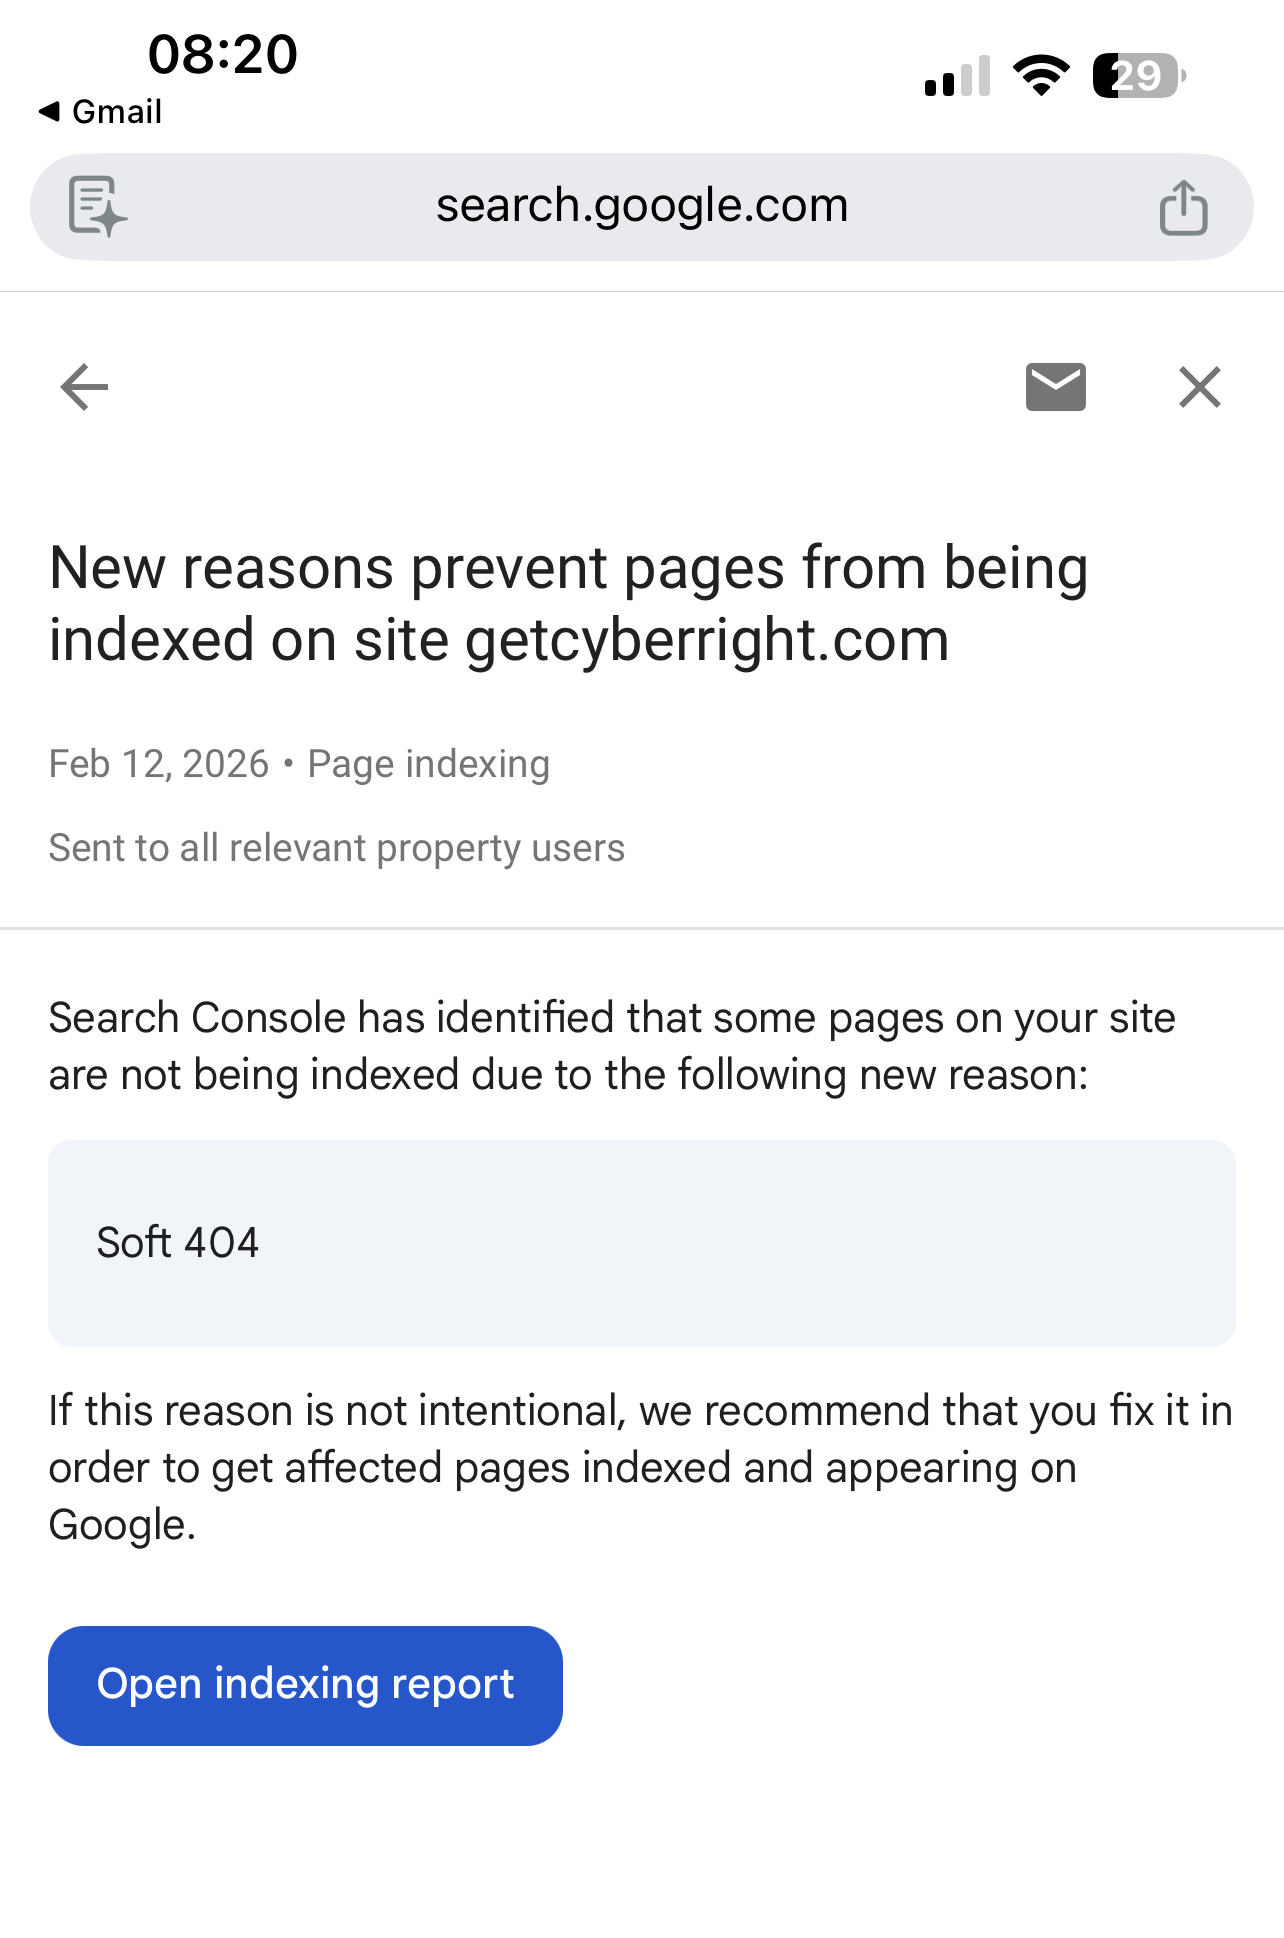 08:20
29
Gmail
search.google.com
New reasons prevent pages from being
indexed on site getcyberright.com
Feb 12, 2026 • Page indexing
Sent to all relevant property users
Search Console has identified that some pages on your site
are not being indexed due to the following new reason:
Soft 404
If this reason is not intentional, we recommend that you fix it in
order to get affected pages indexed and appearing on
Google.
Open indexing report